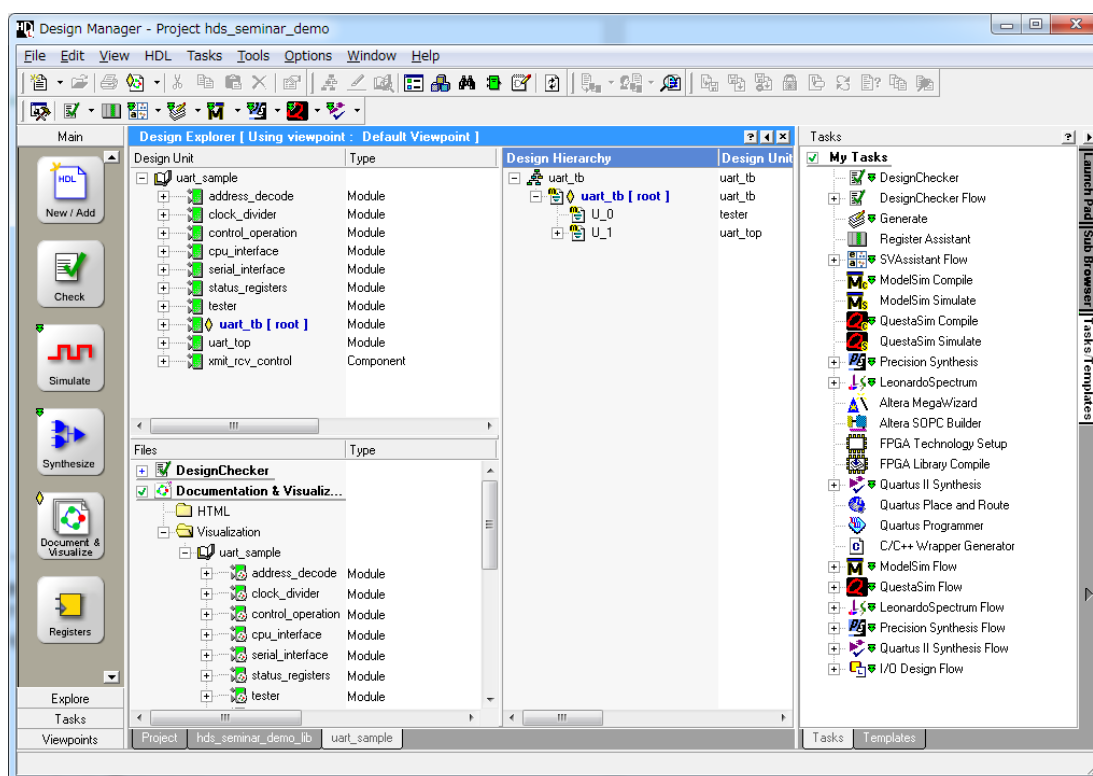 Design Manager - Project hds_seminar_demo
File Edit View HDL Tasks Tools Options Window Help
Main
HDL
New / Add
Check
Simulate
Synthesize
Document & Visualize
Registers
Explore
Tasks
Viewpoints
Design Explorer [ Using viewpoint : Default Viewpoint ]
Design Unit Type
uart_sample
address_decode Module
clock_divider Module
control_operation Module
cpu_interface Module
serial_interface Module
status_registers Module
tester Module
uart_tb [ root ] Module
uart_top Module
xmit_rcv_control Component
Files Type
DesignChecker
Documentation & Visualiz...
HTML
Visualization
uart_sample
address_decode Module
clock_divider Module
control_operation Module
cpu_interface Module
serial_interface Module
status_registers Module
tester Module
Project hds_seminar_demo_lib uart_sample
Design Hierarchy Design Unit
uart_tb uart_tb
uart_tb [ root ] uart_tb
U_0 tester
U_1 uart_top
Tasks
My Tasks
DesignChecker
DesignChecker Flow
Generate
Register Assistant
SVAssistant Flow
ModelSim Compile
ModelSim Simulate
QuestaSim Compile
QuestaSim Simulate
Precision Synthesis
LeonardoSpectrum
Altera MegaWizard
Altera SOPC Builder
FPGA Technology Setup
FPGA Library Compile
Quartus II Synthesis
Quartus Place and Route
Quartus Programmer
C/C++ Wrapper Generator
ModelSim Flow
QuestaSim Flow
LeonardoSpectrum Flow
Precision Synthesis Flow
Quartus II Synthesis Flow
I/O Design Flow
Tasks Templates
Launch Pad
Sub Browser
Tasks/Templates